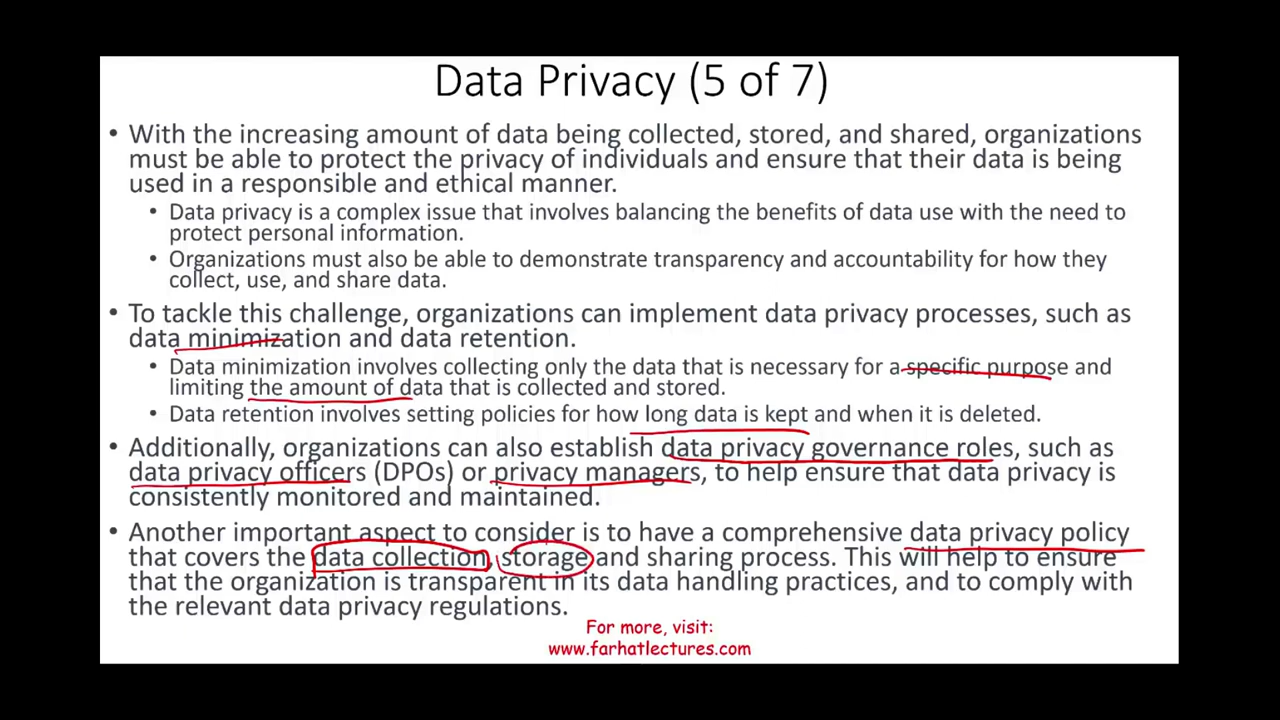 Data Privacy (5 of 7)
• With the increasing amount of data being collected, stored, and shared, organizations
must be able to protect the privacy of individuals and ensure that their data is being
used in a responsible and ethical manner.
• Data privacy is a complex issue that involves balancing the benefits of data use with the need to
protect personal information.
• Organizations must also be able to demonstrate transparency and accountability for how they
collect, use, and share data.
• To tackle this challenge, organizations can implement data privacy processes, such as
data minimization and data retention.
• Data minimization involves collecting only the data that is necessary for a specific purpose and
limiting the amount of data that is collected and stored.
• Data retention involves setting policies for how long data is kept and when it is deleted.
• Additionally, organizations can also establish data privacy governance roles, such as
data privacy officers (DPOs) or privacy managers, to help ensure that data privacy is
consistently monitored and maintained.
• Another important aspect to consider is to have a comprehensive data privacy policy
that covers the data collection, storage and sharing process. This will help to ensure
that the organization is transparent in its data handling practices, and to comply with
the relevant data privacy regulations.
For more, visit:
www.farhatlectures.com